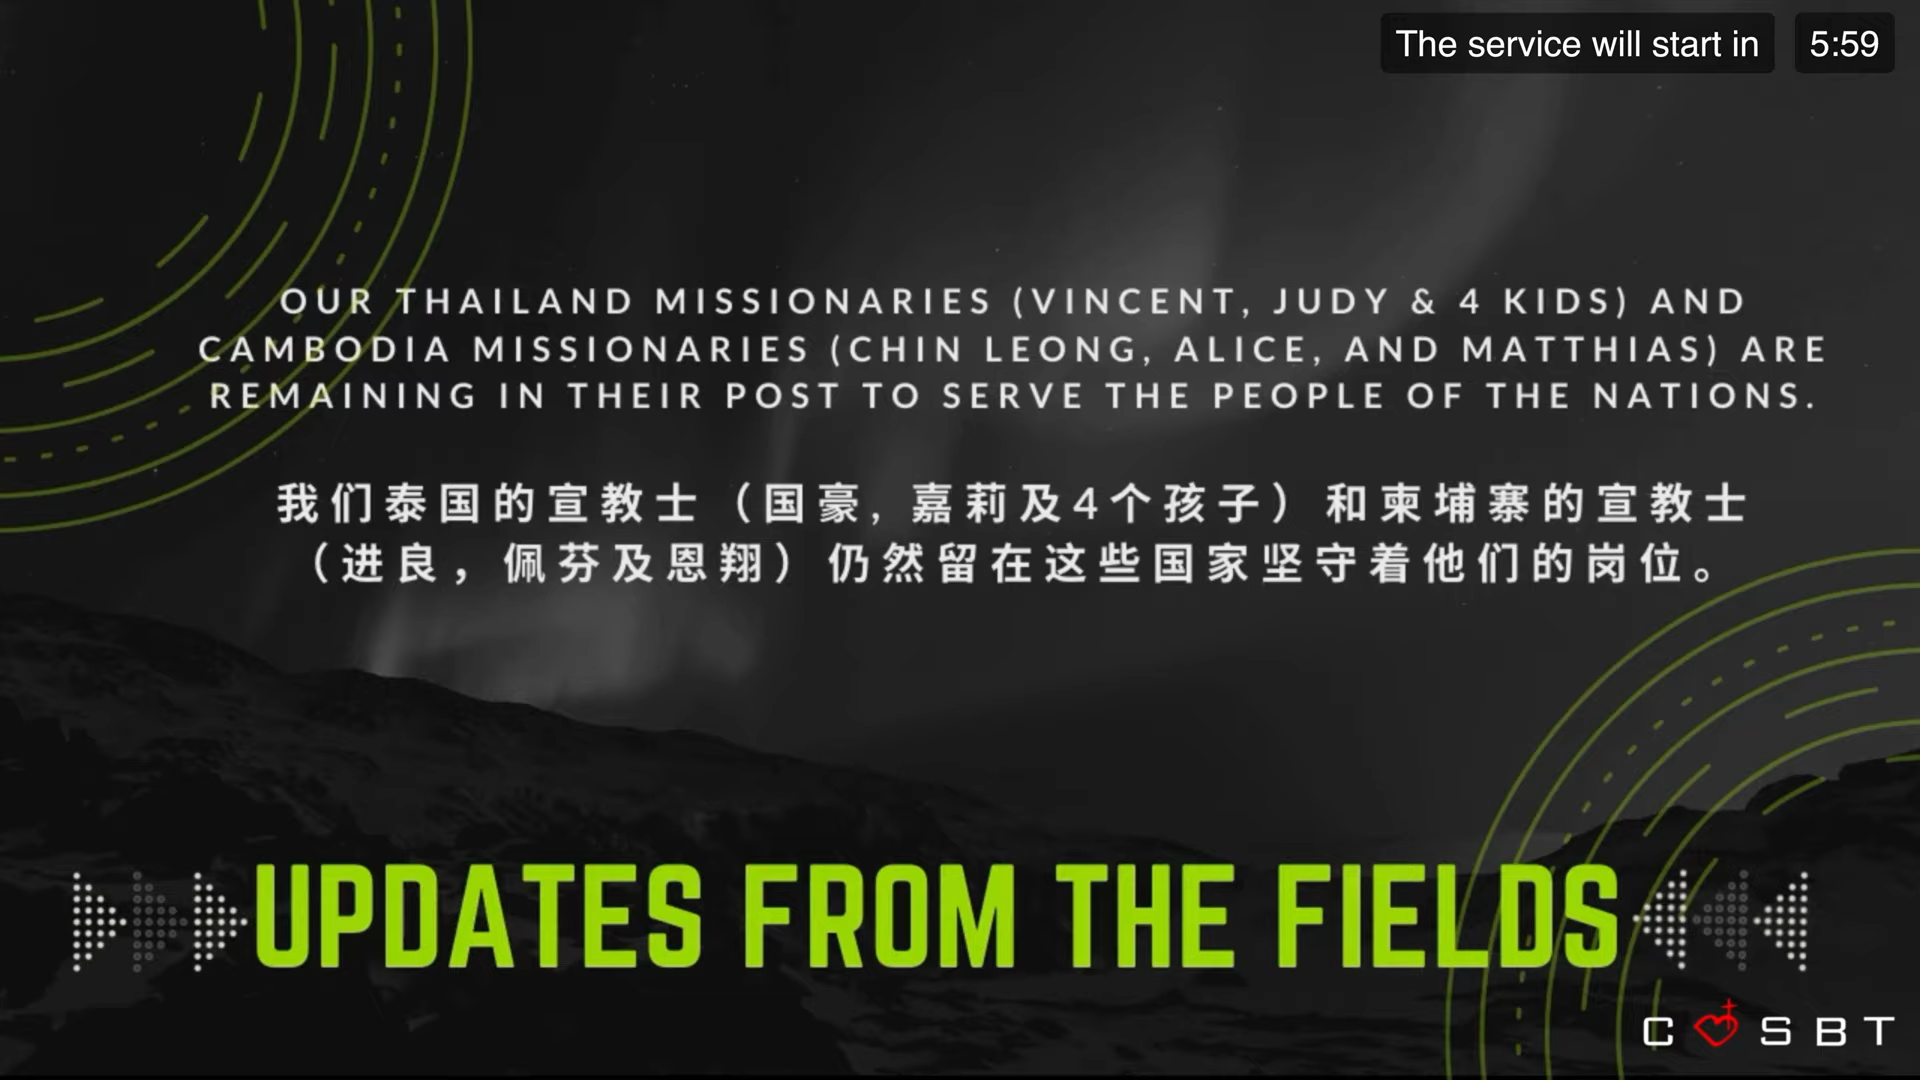 The service will start in 5:59
OUR THAILAND MISSIONARIES (VINCENT, JUDY & 4 KIDS) AND
CAMBODIA MISSIONARIES (CHIN LEONG, ALICE, AND MATTHIAS) ARE
REMAINING IN THEIR POST TO SERVE THE PEOPLE OF THE NATIONS.
我们泰国的宣教士（国豪，嘉莉及4个孩子）和柬埔寨的宣教士
（进良，佩芬及恩翔）仍然留在这些国家坚守着他们的岗位。
UPDATES FROM THE FIELDS
C SBT